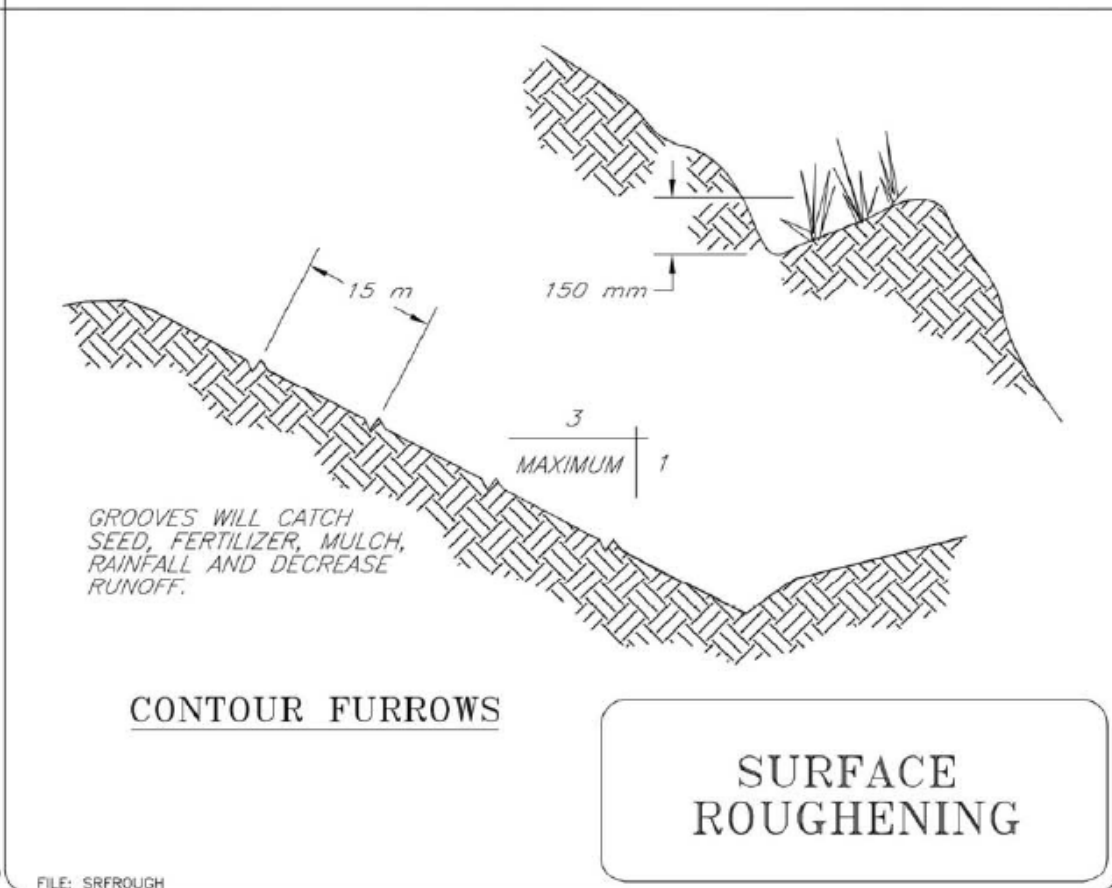 150 mm
15 m
3
MAXIMUM 1
GROOVES WILL CATCH
SEED, FERTILIZER, MULCH,
RAINFALL AND DECREASE
RUNOFF.
CONTOUR FURROWS
SURFACE
ROUGHENING
FILE: SRFROUGH